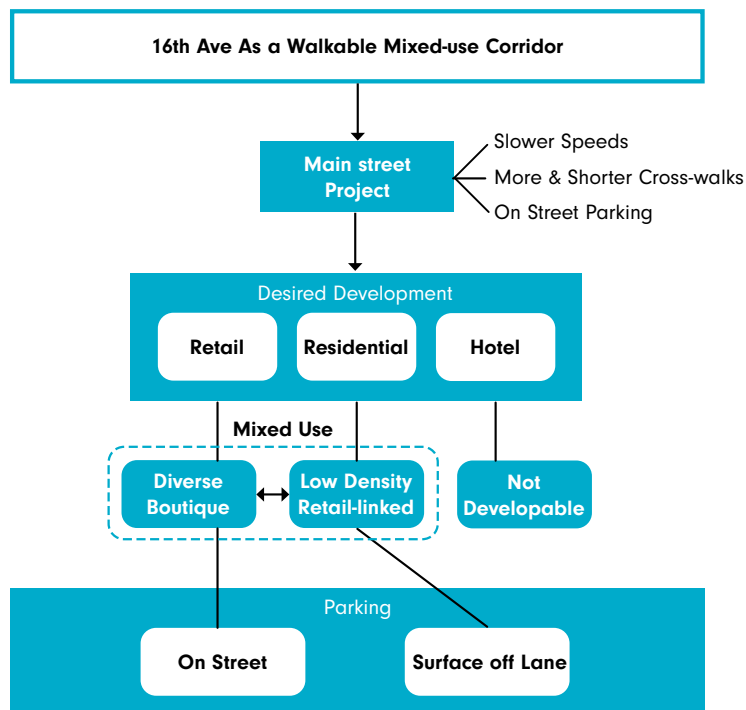 16th Ave As a Walkable Mixed-use Corridor
Main street
Project
Slower Speeds
More & Shorter Cross-walks
On Street Parking
Desired Development
Retail
Residential
Hotel
Mixed Use
Diverse
Boutique
Low Density
Retail-linked
Not
Developable
Parking
On Street
Surface off Lane